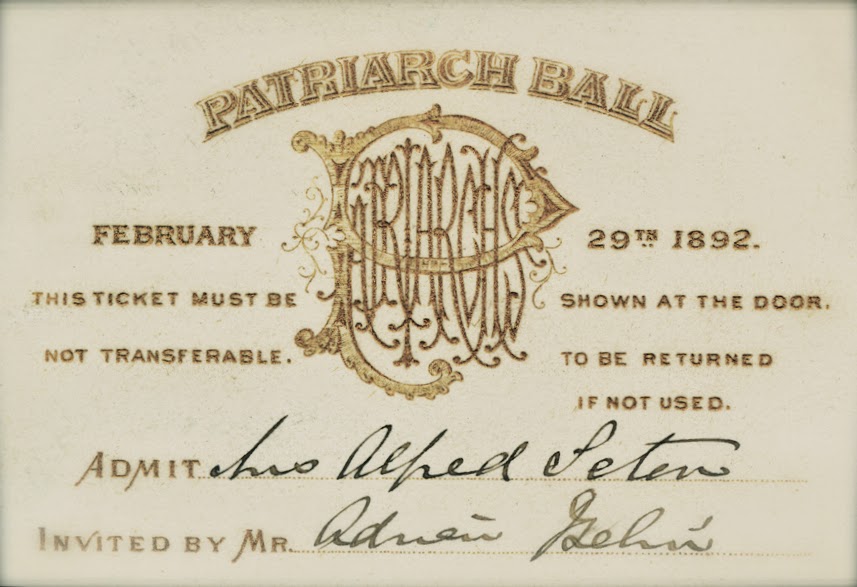 PATRIARCH BALL
PATRIARCHS
FEBRUARY 29TH 1892.
THIS TICKET MUST BE SHOWN AT THE DOOR.
NOT TRANSFERABLE. TO BE RETURNED
IF NOT USED.
ADMIT Mrs Alfred Seton
INVITED BY MR. Adrian Iselin